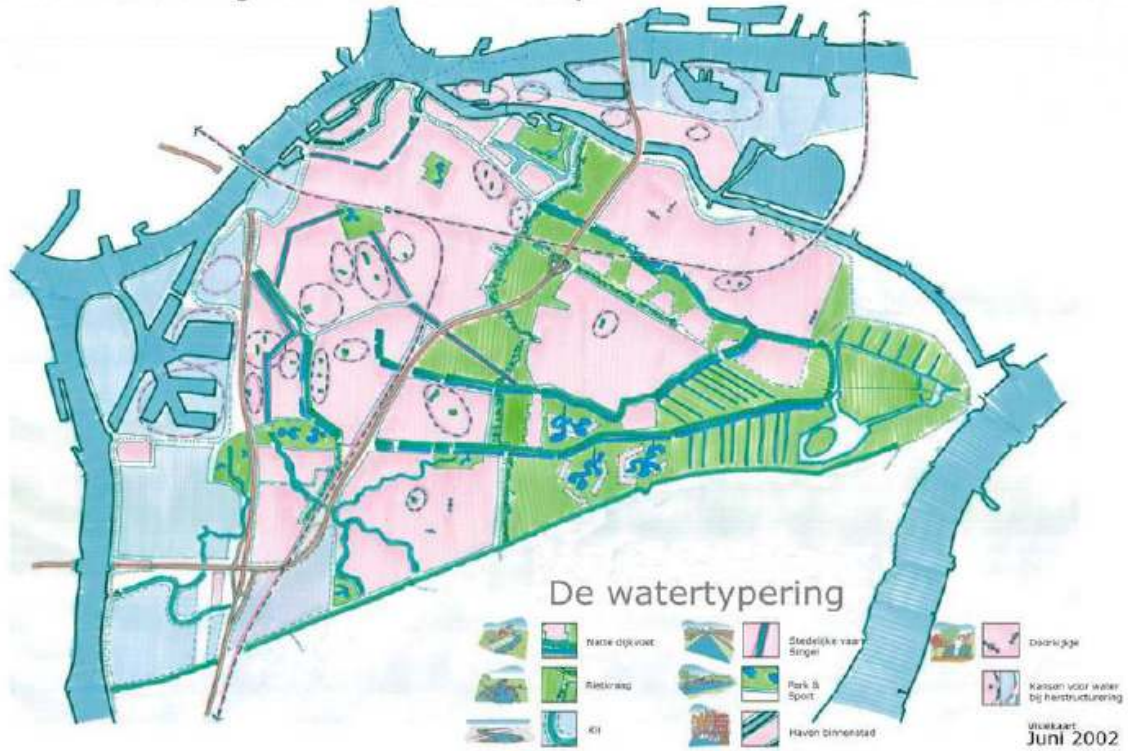 De watertypering
Natte dijkvoet
Rietkraag
Kil
Stedelijke vaart
Singel
Park &
Sport
Haven binnenstad
Doorkijkje
Kansen voor water
bij herstructurering
Visiekaart
Juni 2002